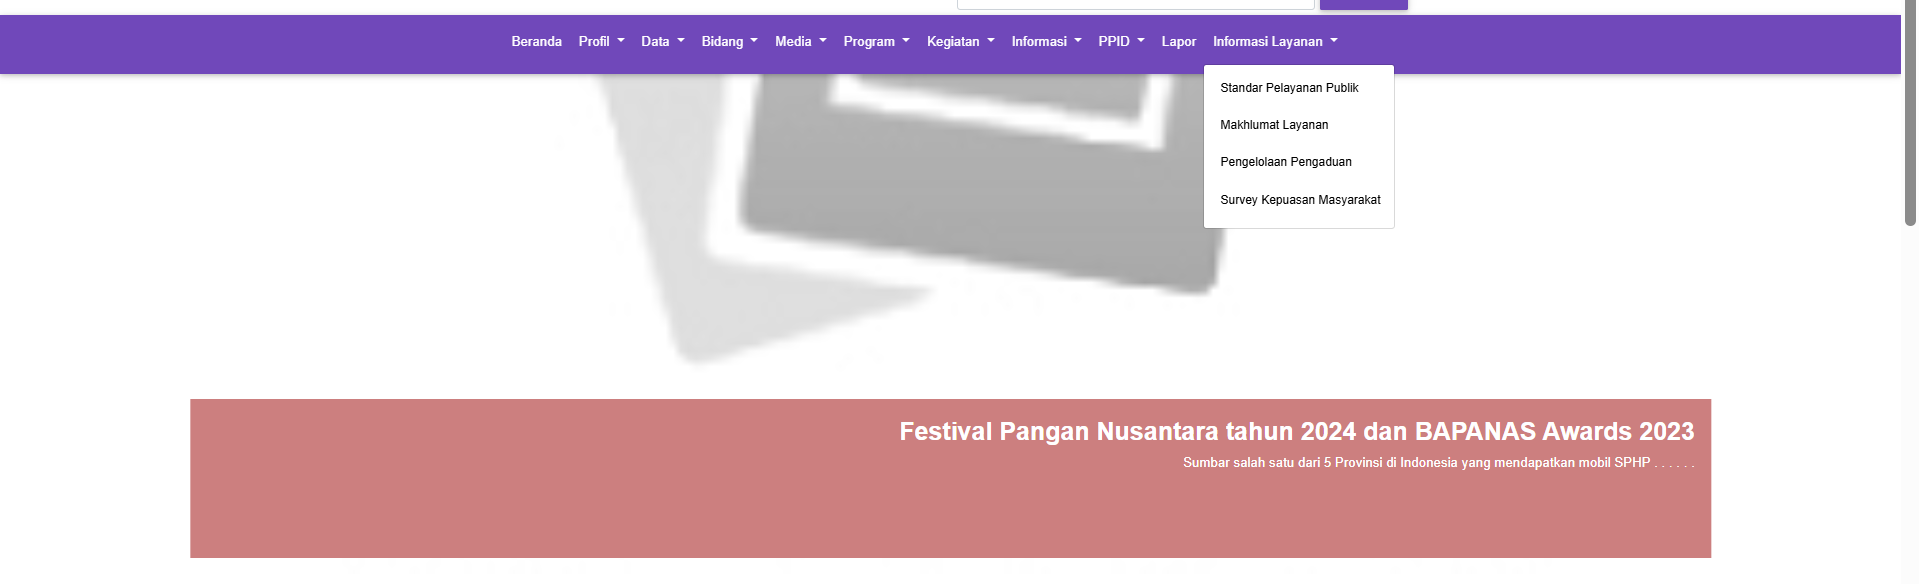 Beranda Profil Data Bidang Media Program Kegiatan Informasi PPID Lapor Informasi Layanan
Standar Pelayanan Publik
Makhlumat Layanan
Pengelolaan Pengaduan
Survey Kepuasan Masyarakat
Festival Pangan Nusantara tahun 2024 dan BAPANAS Awards 2023
Sumbar salah satu dari 5 Provinsi di Indonesia yang mendapatkan mobil SPHP . . . . . .